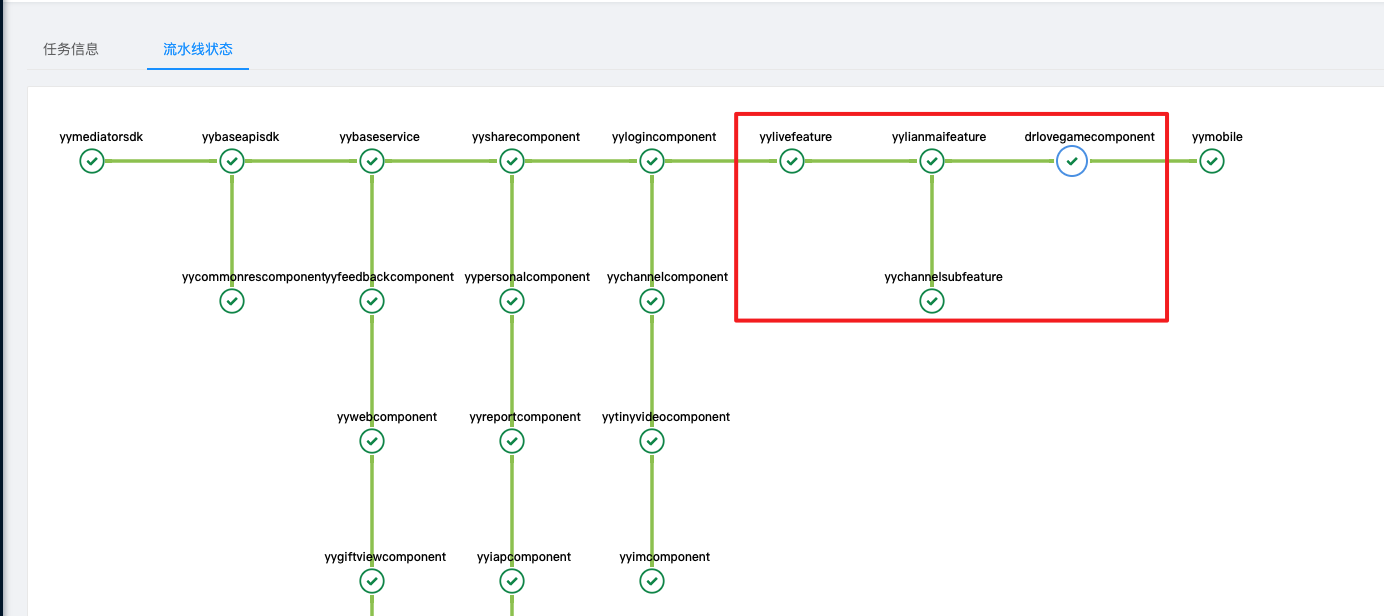 任务信息 流水线状态
yymediatorsdk yybaseapisdk yybaseservice yysharecomponent yylogincomponent yylivefeature yylianmaifeature drlovegamecomponent yymobile
yycommonrescomponent yyfeedbackcomponent yypersonalcomponent yychannelcomponent yychannelsubfeature
yywebcomponent yyreportcomponent yytinyvideocomponent
yygiftviewcomponent yyiapcomponent yyimcomponent